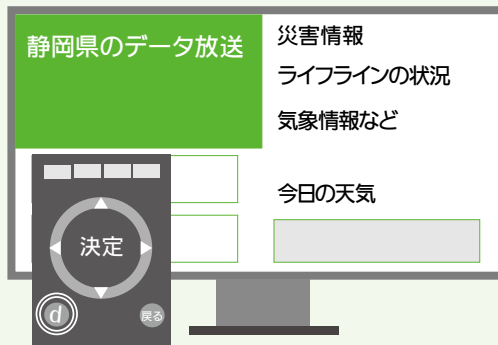 静岡県のデータ放送
災害情報
ライフラインの状況
気象情報など
今日の天気
決定
d
戻る